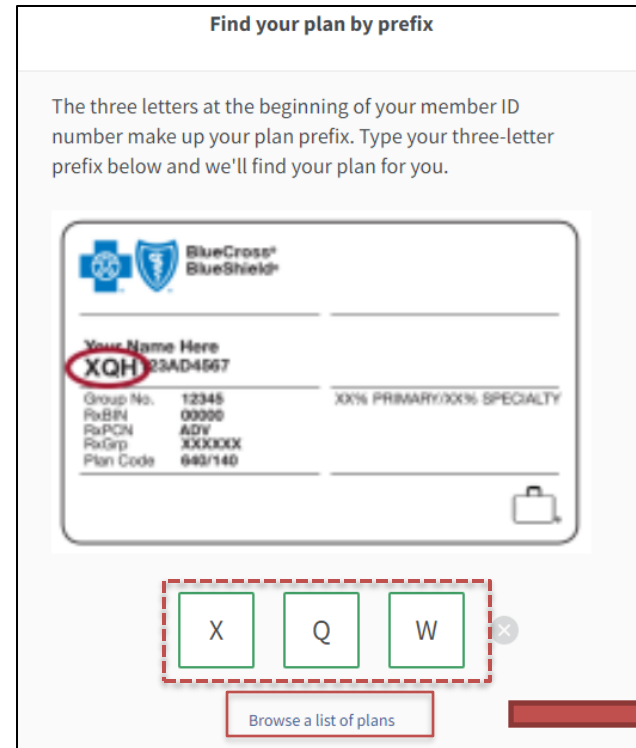 Find your plan by prefix
The three letters at the beginning of your member ID
number make up your plan prefix. Type your three-letter
prefix below and we'll find your plan for you.
BlueCross®
BlueShield®
Your Name Here
XQH123AD4567
Group No. 12345
RxBIN 00000
RxPCN ADV
RxGrp XXXXXX
Plan Code 640/140
XX% PRIMARY/XX% SPECIALTY
X Q W
Browse a list of plans